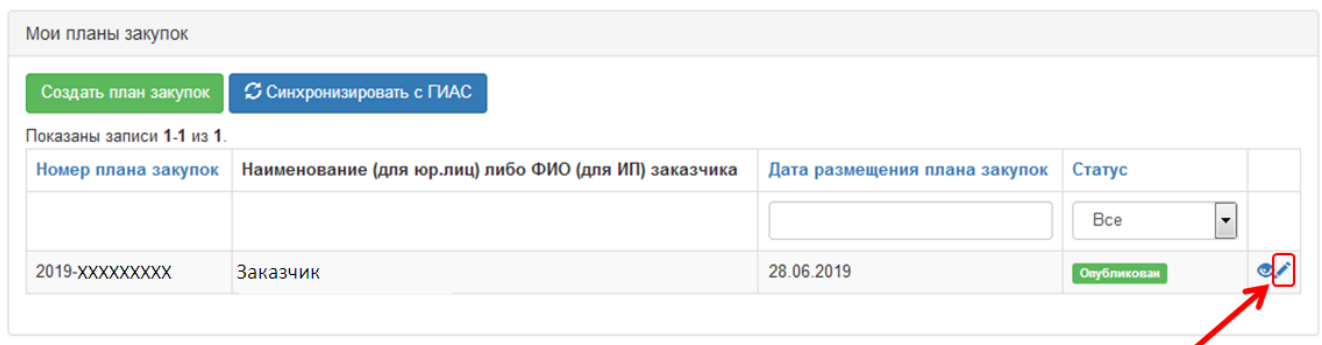 Мои планы закупок
Создать план закупок
Синхронизировать с ГИАС
Показаны записи 1-1 из 1.
Номер плана закупок Наименование (для юр.лиц) либо ФИО (для ИП) заказчика Дата размещения плана закупок Статус
Все
2019-XXXXXXXXX Заказчик 28.06.2019 Опубликован